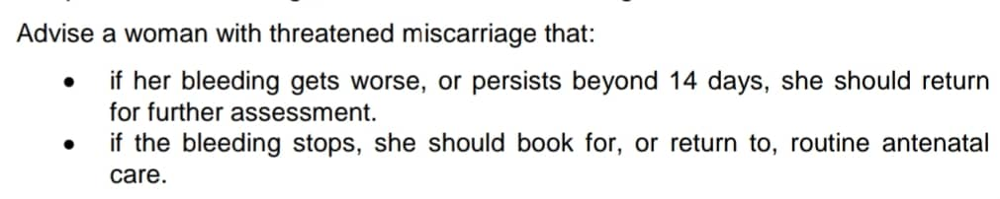 Advise a woman with threatened miscarriage that:
• if her bleeding gets worse, or persists beyond 14 days, she should return
for further assessment.
• if the bleeding stops, she should book for, or return to, routine antenatal
care.